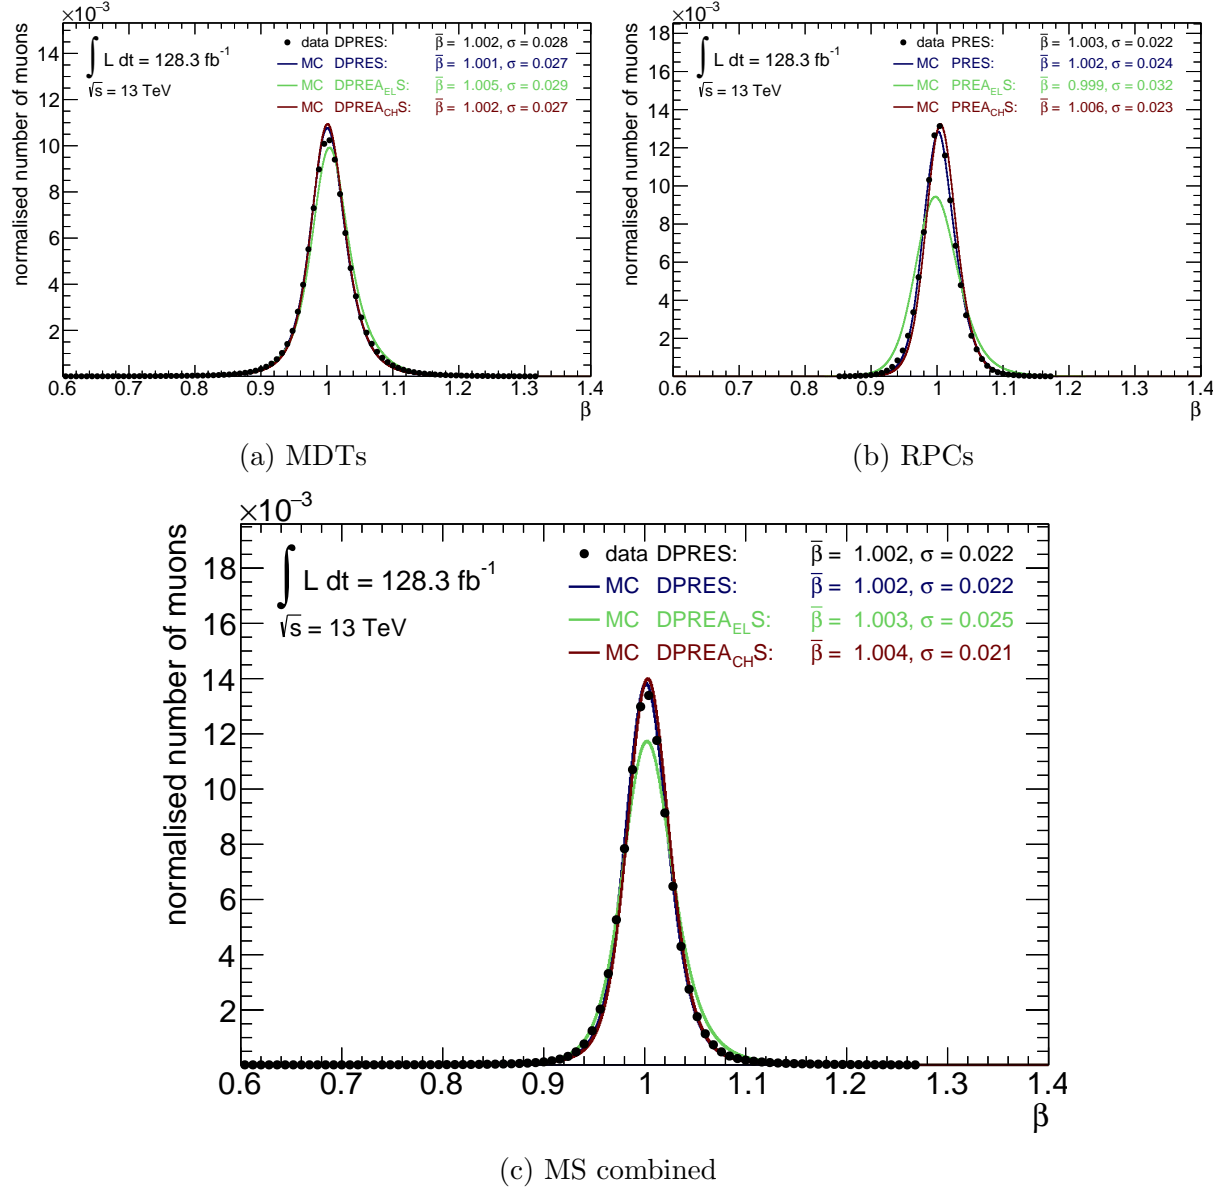 ×10⁻³
normalised number of muons
∫ L dt = 128.3 fb⁻¹
√s = 13 TeV
data DPRES: β̅ = 1.002, σ = 0.028
MC DPRES: β̅ = 1.001, σ = 0.027
MC DPREA_EL S: β̅ = 1.005, σ = 0.029
MC DPREA_CH S: β̅ = 1.002, σ = 0.027
14
12
10
8
6
4
2
0.6 0.7 0.8 0.9 1 1.1 1.2 1.3 1.4
β
(a) MDTs
×10⁻³
normalised number of muons
∫ L dt = 128.3 fb⁻¹
√s = 13 TeV
data PRES: β̅ = 1.003, σ = 0.022
MC PRES: β̅ = 1.002, σ = 0.024
MC PREA_EL S: β̅ = 0.999, σ = 0.032
MC PREA_CH S: β̅ = 1.006, σ = 0.023
18
16
14
12
10
8
6
4
2
0.6 0.7 0.8 0.9 1 1.1 1.2 1.3 1.4
β
(b) RPCs
×10⁻³
normalised number of muons
∫ L dt = 128.3 fb⁻¹
√s = 13 TeV
data DPRES: β̅ = 1.002, σ = 0.022
MC DPRES: β̅ = 1.002, σ = 0.022
MC DPREA_EL S: β̅ = 1.003, σ = 0.025
MC DPREA_CH S: β̅ = 1.004, σ = 0.021
18
16
14
12
10
8
6
4
2
0.6 0.7 0.8 0.9 1 1.1 1.2 1.3 1.4
β
(c) MS combined